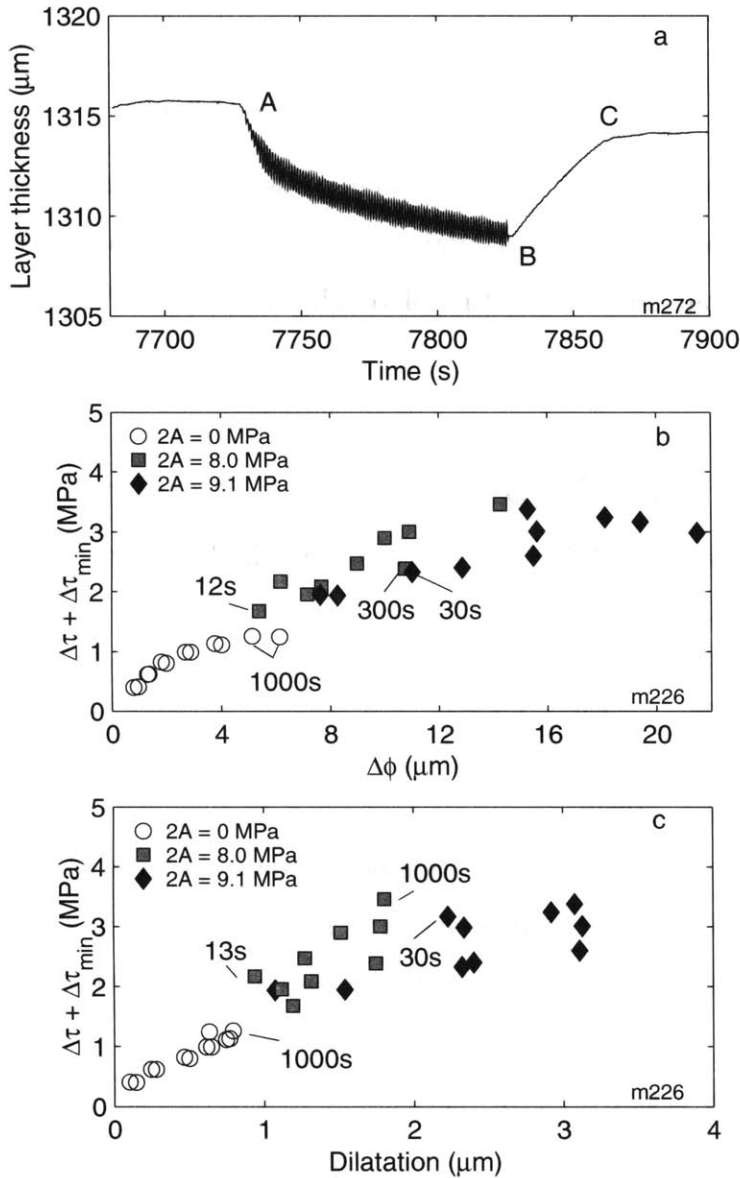 a
1320
1315
1310
1305
Layer thickness (μm)
A
C
B
m272
7700 7750 7800 7850 7900
Time (s)
b
5
4
3
2
1
0
Δτ + Δτmin (MPa)
2A = 0 MPa
2A = 8.0 MPa
2A = 9.1 MPa
12s
300s 30s
1000s
m226
0 4 8 12 16 20
Δϕ (μm)
c
5
4
3
2
1
0
Δτ + Δτmin (MPa)
2A = 0 MPa
2A = 8.0 MPa
2A = 9.1 MPa
1000s
13s
30s
1000s
m226
0 1 2 3 4
Dilatation (μm)